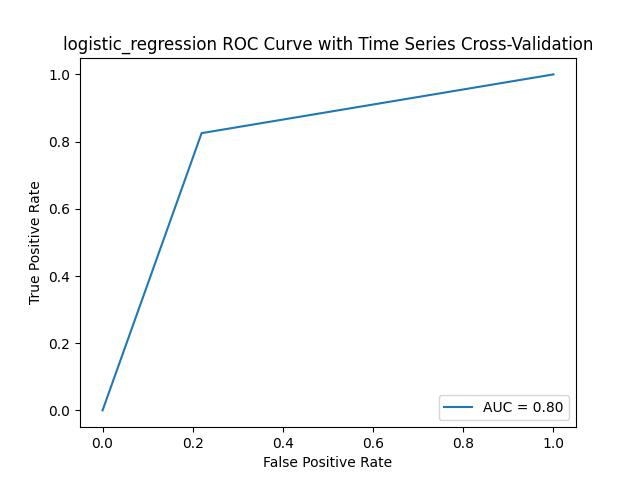 logistic_regression ROC Curve with Time Series Cross-Validation
1.0
0.8
0.6
0.4
0.2
0.0
True Positive Rate
AUC = 0.80
0.0 0.2 0.4 0.6 0.8 1.0
False Positive Rate